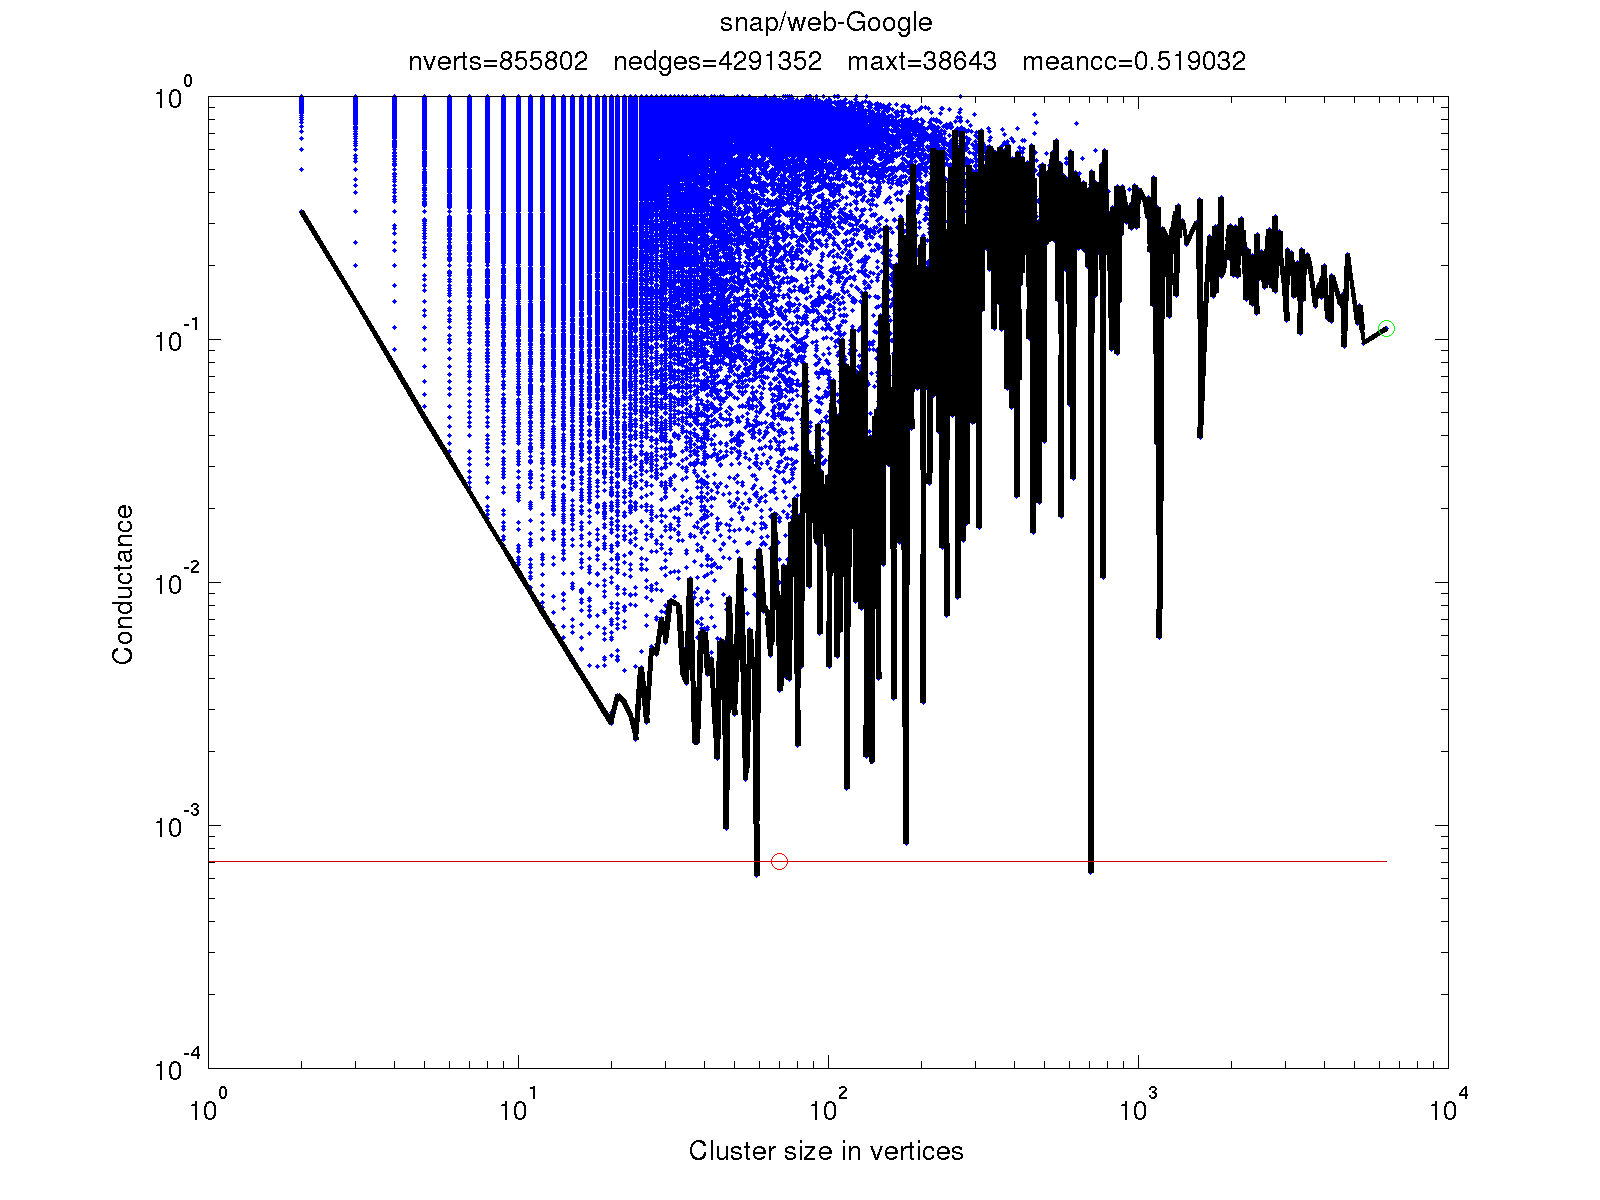 snap/web-Google
nverts=855802 nedges=4291352 maxt=38643 meancc=0.519032
10^0
10^-1
10^-2
10^-3
10^-4
Conductance
10^0 10^1 10^2 10^3 10^4
Cluster size in vertices